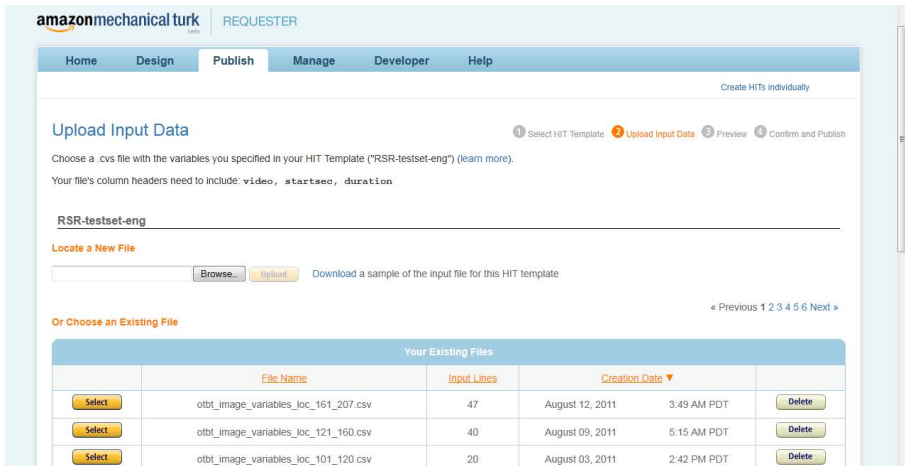 amazonmechanical turk REQUESTER
beta
Home Design Publish Manage Developer Help
Create HITs individually
Upload Input Data 1 Select HIT Template 2 Upload Input Data 3 Preview 4 Confirm and Publish
Choose a .cvs file with the variables you specified in your HIT Template ("RSR-testset-eng") (learn more).
Your file's column headers need to include: video, startsec, duration
RSR-testset-eng
Locate a New File
Browse.. Upload Download a sample of the input file for this HIT template
« Previous 1 2 3 4 5 6 Next »
Or Choose an Existing File
Your Existing Files
File Name Input Lines Creation Date ▼
Select otbt_image_variables_loc_161_207.csv 47 August 12, 2011 3:49 AM PDT Delete
Select otbt_image_variables_loc_121_160.csv 40 August 09, 2011 5:15 AM PDT Delete
Select otbt_image_variables_loc_101_120.csv 20 August 03, 2011 2:42 PM PDT Delete